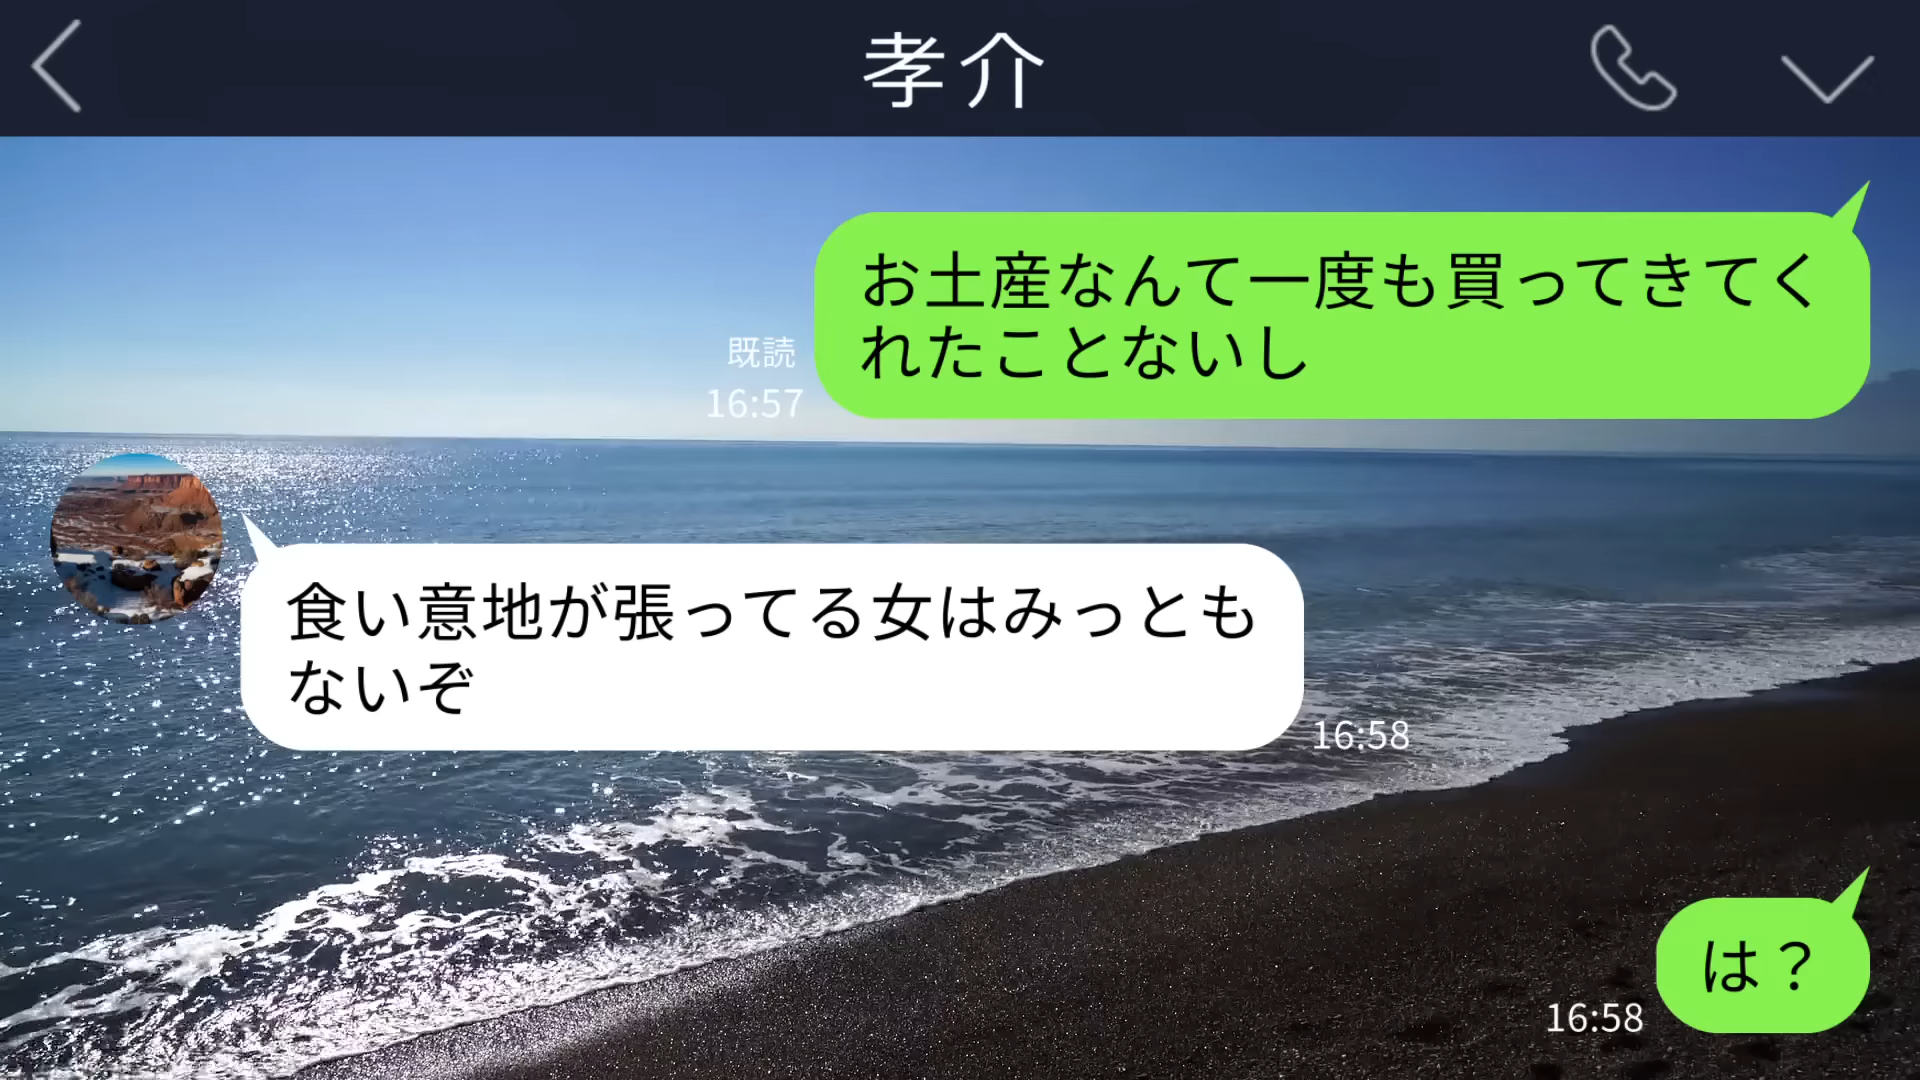 孝介
お土産なんて一度も買ってきてく
れたことないし
既読
16:57
食い意地が張ってる女はみっとも
ないぞ
16:58
は？
16:58